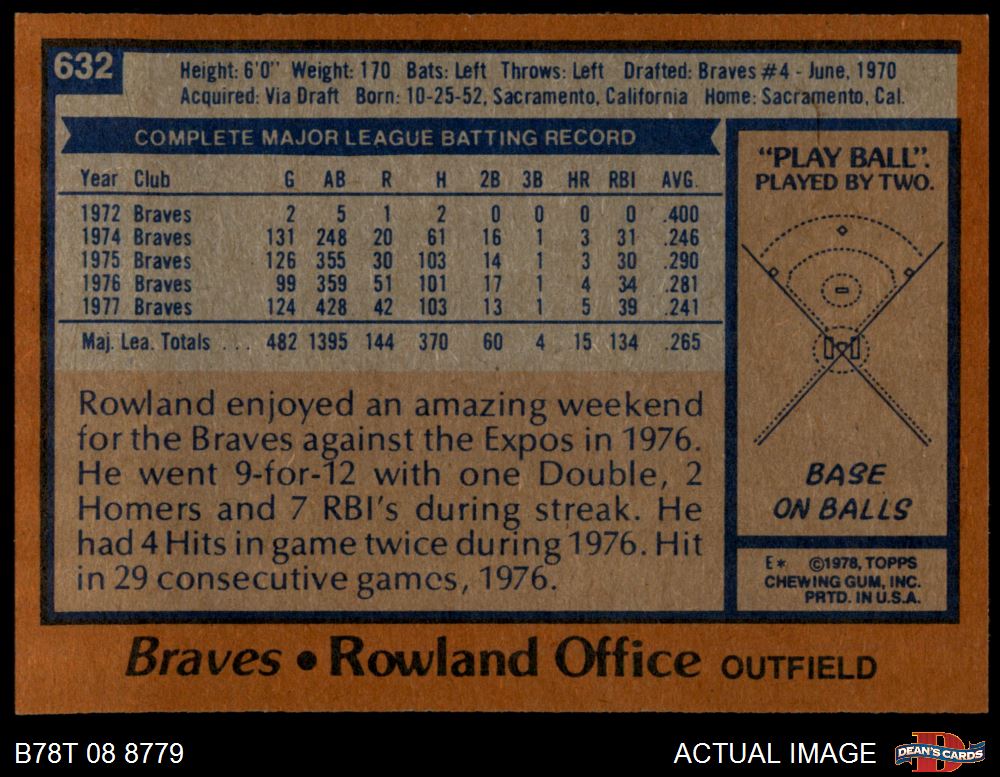 632
Height: 6'0" Weight: 170 Bats: Left Throws: Left Drafted: Braves #4 - June, 1970
Acquired: Via Draft Born: 10-25-52, Sacramento, California Home: Sacramento, Cal.
COMPLETE MAJOR LEAGUE BATTING RECORD
Year Club G AB R H 2B 3B HR RBI AVG.
1972 Braves 2 5 1 2 0 0 0 0 .400
1974 Braves 131 248 20 61 16 1 3 31 .246
1975 Braves 126 355 30 103 14 1 3 30 .290
1976 Braves 99 359 51 101 17 1 4 34 .281
1977 Braves 124 428 42 103 13 1 5 39 .241
Maj. Lea. Totals . . . 482 1395 144 370 60 4 15 134 .265
Rowland enjoyed an amazing weekend
for the Braves against the Expos in 1976.
He went 9-for-12 with one Double, 2
Homers and 7 RBI's during streak. He
had 4 Hits in game twice during 1976. Hit
in 29 consecutive games, 1976.
"PLAY BALL".
PLAYED BY TWO.
BASE
ON BALLS
E* ©1978, TOPPS
CHEWING GUM, INC.
PRTD. IN U.S.A.
Braves • Rowland Office OUTFIELD
B78T 08 8779
ACTUAL IMAGE
D
DEAN'S CARDS